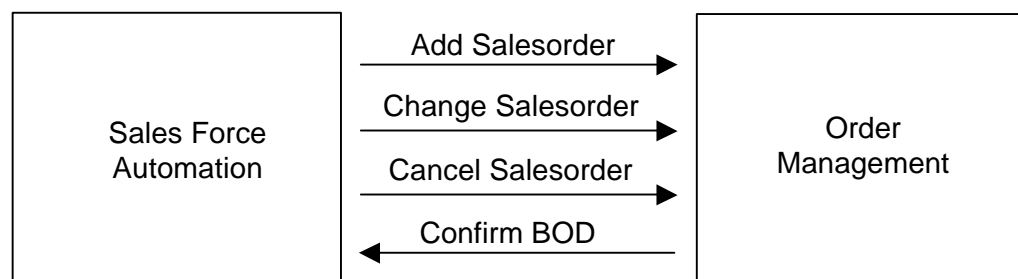 Add Salesorder
Change Salesorder
Sales Force
Automation
Order
Management
Cancel Salesorder
Confirm BOD